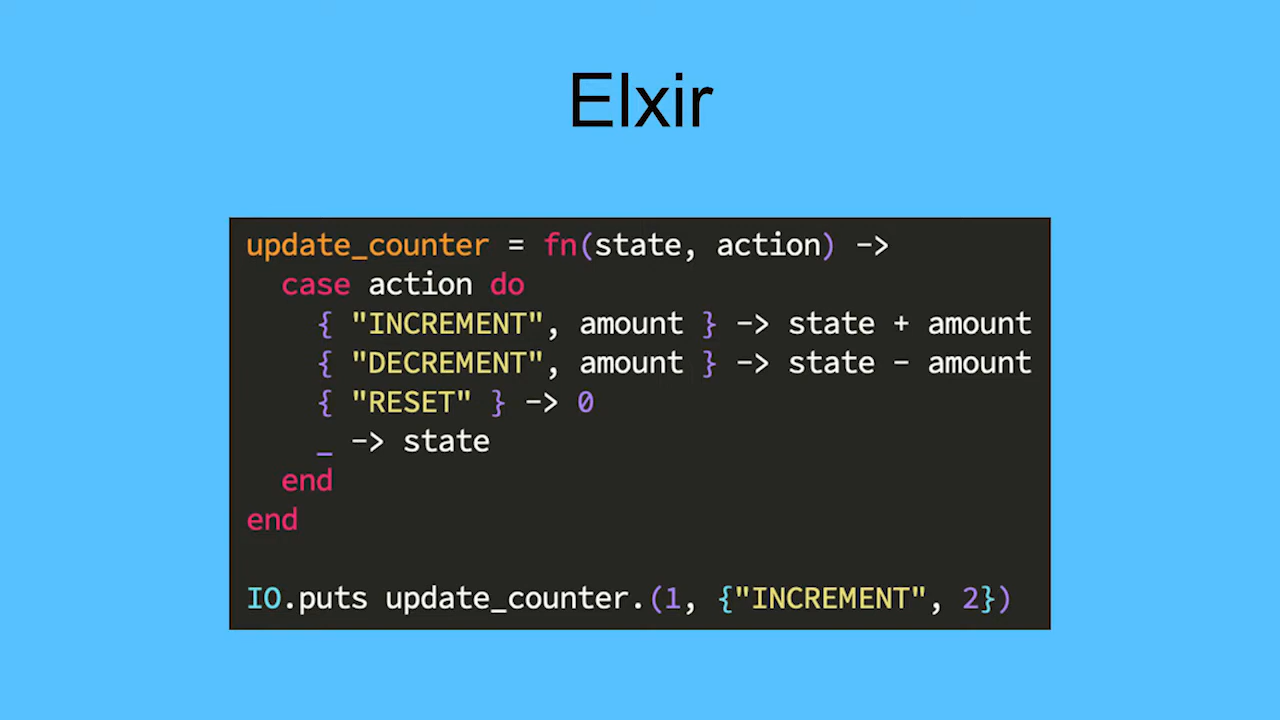 Elxir
update_counter = fn(state, action) ->
  case action do
    { "INCREMENT", amount } -> state + amount
    { "DECREMENT", amount } -> state - amount
    { "RESET" } -> 0
    _ -> state
  end
end
IO.puts update_counter.(1, {"INCREMENT", 2})